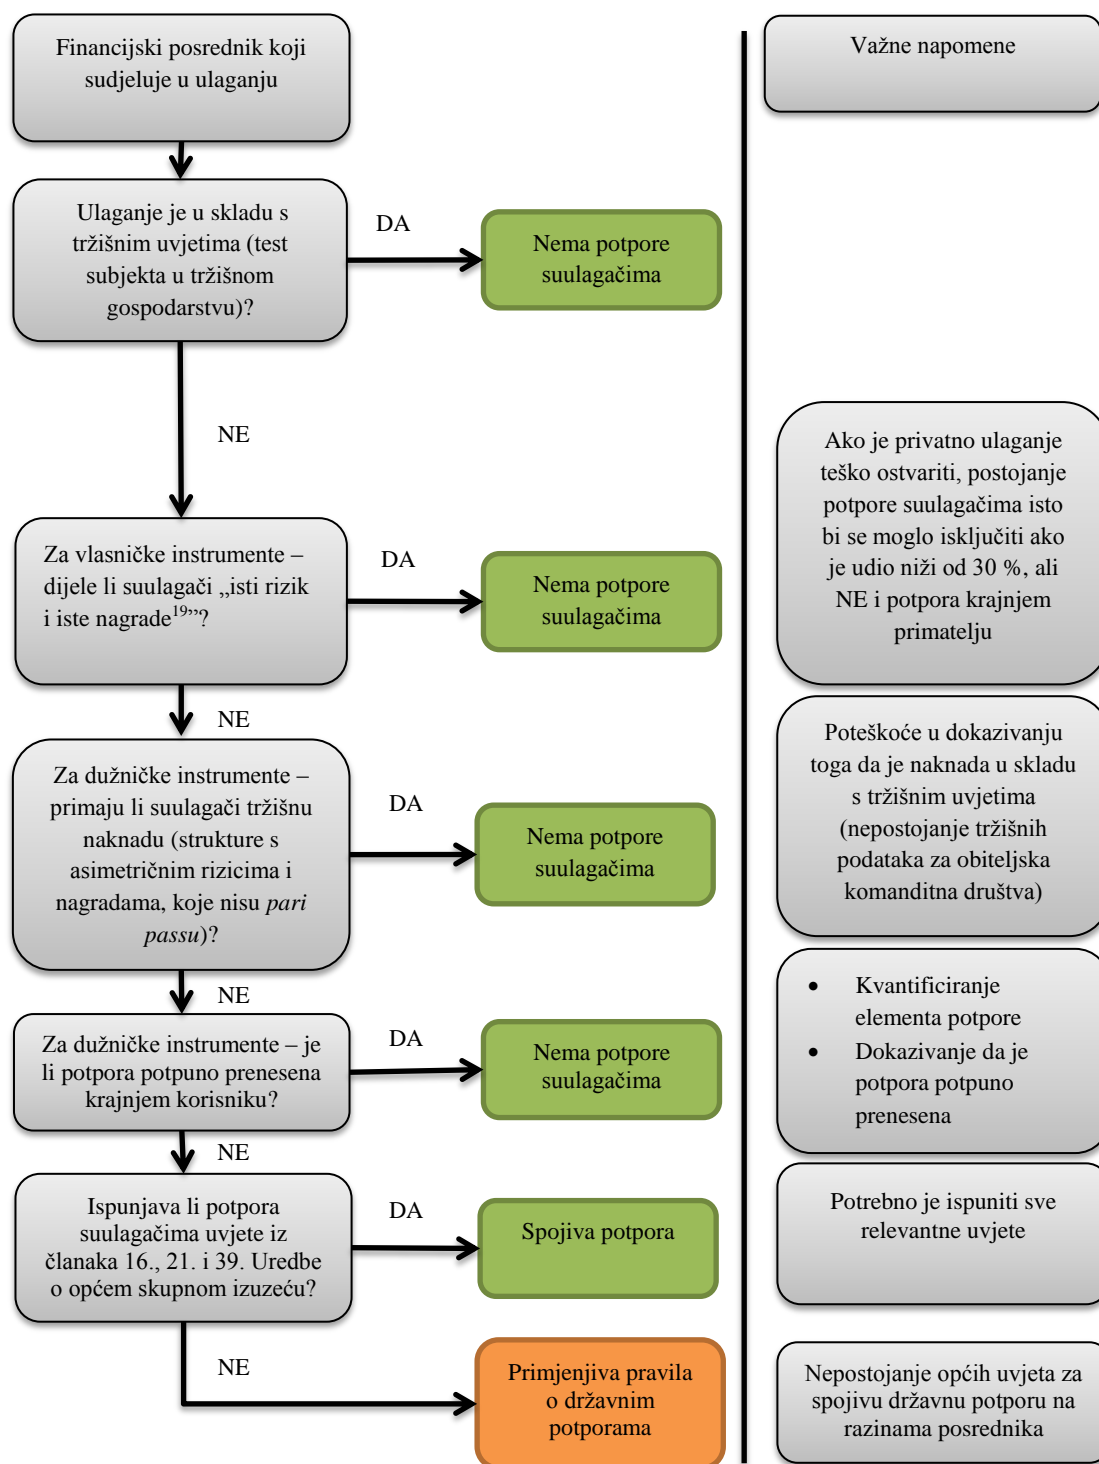 Financijski posrednik koji
sudjeluje u ulaganju
Važne napomene
Ulaganje je u skladu s
tržišnim uvjetima (test
subjekta u tržišnom
gospodarstvu)?
DA
Nema potpore
suulagačima
NE
Ako je privatno ulaganje
teško ostvariti, postojanje
potpore suulagačima isto
bi se moglo isključiti ako
je udio niži od 30 %, ali
NE i potpora krajnjem
primatelju
Za vlasničke instrumente –
dijele li suulagači „isti rizik
i iste nagrade¹⁹”?
DA
Nema potpore
suulagačima
NE
Za dužničke instrumente –
primaju li suulagači tržišnu
naknadu (strukture s
asimetričnim rizicima i
nagradama, koje nisu pari
passu)?
DA
Nema potpore
suulagačima
Poteškoće u dokazivanju
toga da je naknada u skladu
s tržišnim uvjetima
(nepostojanje tržišnih
podataka za obiteljska
komanditna društva)
NE
Za dužničke instrumente – je
li potpora potpuno prenesena
krajnjem korisniku?
DA
Nema potpore
suulagačima
• Kvantificiranje
elementa potpore
• Dokazivanje da je
potpora potpuno
prenesena
NE
Ispunjava li potpora
suulagačima uvjete iz
članaka 16., 21. i 39. Uredbe
o općem skupnom izuzeću?
DA
Spojiva potpora
Potrebno je ispuniti sve
relevantne uvjete
NE
Primjenjiva pravila
o državnim
potporama
Nepostojanje općih uvjeta za
spojivu državnu potporu na
razinama posrednika